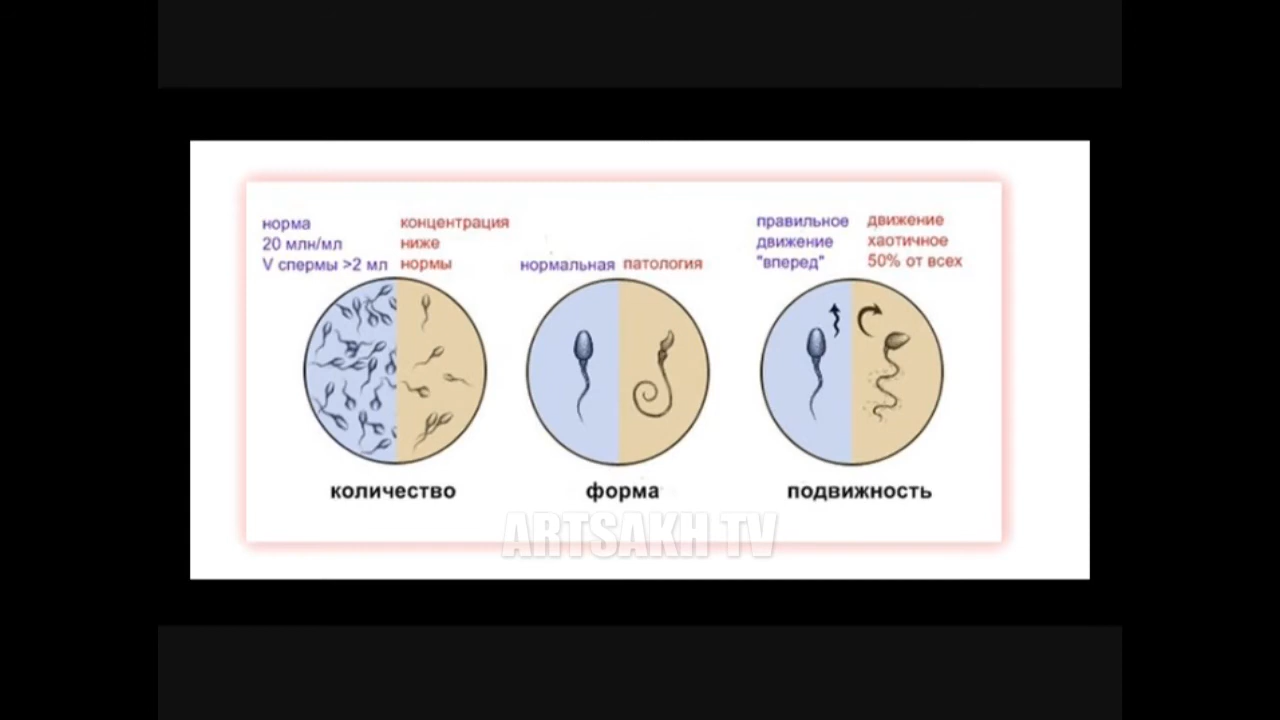 норма
20 млн/мл
V спермы >2 мл
концентрация
ниже
нормы
нормальная патология
правильное
движение
"вперед"
движение
хаотичное
50% от всех
количество
форма
подвижность
ARTSAKH TV